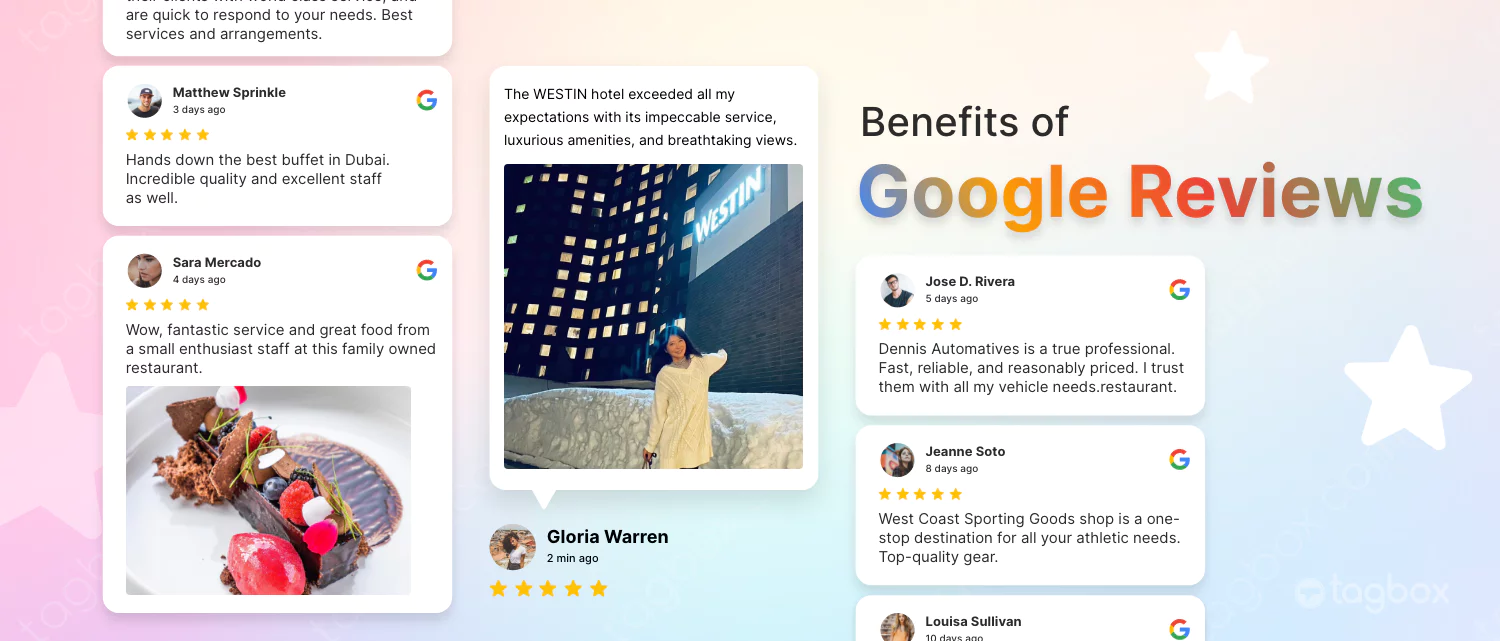 are quick to respond to your needs. Best
services and arrangements.
Matthew Sprinkle
3 days ago
Hands down the best buffet in Dubai.
Incredible quality and excellent staff
as well.
Sara Mercado
4 days ago
Wow, fantastic service and great food from
a small enthusiast staff at this family owned
restaurant.
The WESTIN hotel exceeded all my
expectations with its impeccable service,
luxurious amenities, and breathtaking views.
WESTIN
Gloria Warren
2 min ago
Benefits of
Google Reviews
Jose D. Rivera
5 days ago
Dennis Automatives is a true professional.
Fast, reliable, and reasonably priced. I trust
them with all my vehicle needs.restaurant.
Jeanne Soto
8 days ago
West Coast Sporting Goods shop is a one-
stop destination for all your athletic needs.
Top-quality gear.
Louisa Sullivan
10 days ago
tagbox